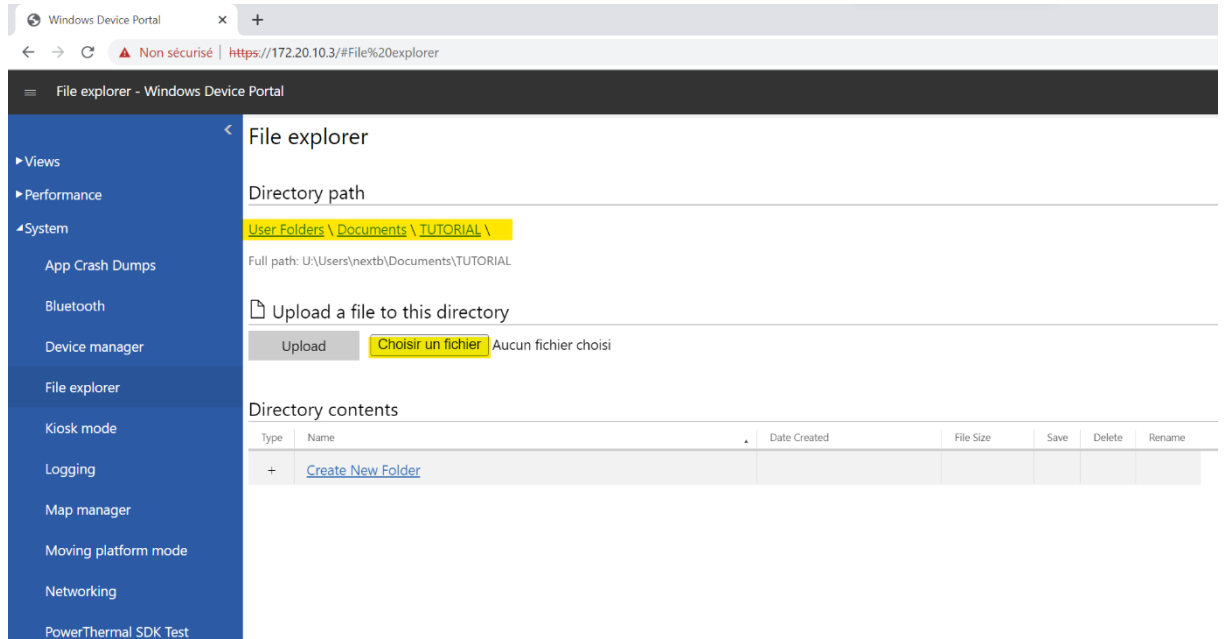 Windows Device Portal
Non sécurisé | https://172.20.10.3/#File%20explorer
File explorer - Windows Device Portal
Views
Performance
System
App Crash Dumps
Bluetooth
Device manager
File explorer
Kiosk mode
Logging
Map manager
Moving platform mode
Networking
PowerThermal SDK Test
File explorer
Directory path
User Folders \ Documents \ TUTORIAL \
Full path: U:\Users\nextb\Documents\TUTORIAL
Upload a file to this directory
Upload Choisir un fichier Aucun fichier choisi
Directory contents
Type Name Date Created File Size Save Delete Rename
+ Create New Folder